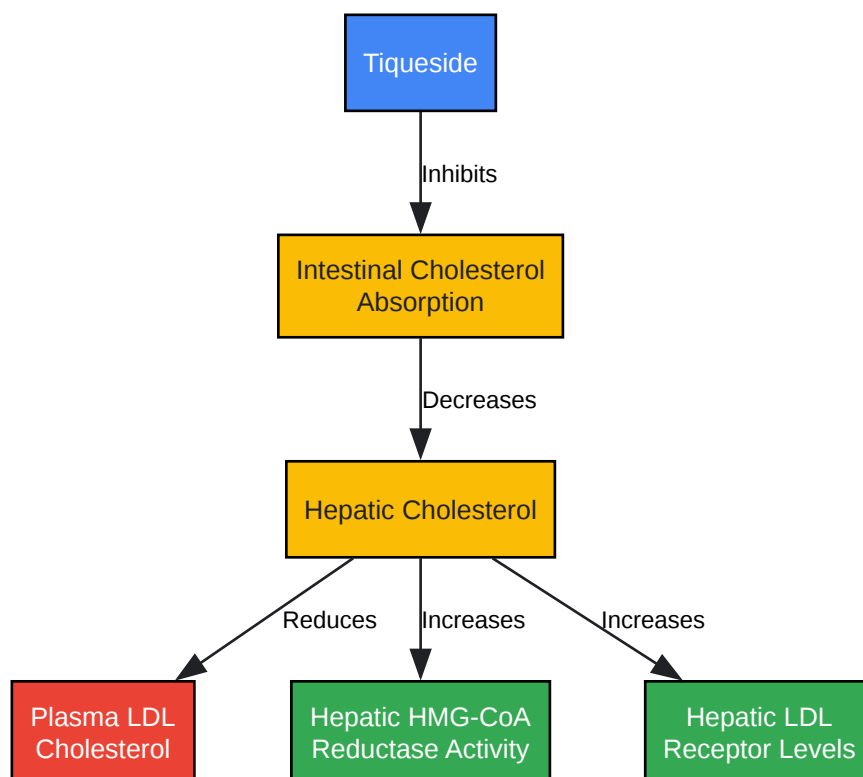 Tiqueside
Inhibits
Intestinal Cholesterol
Absorption
Decreases
Hepatic Cholesterol
Reduces
Increases
Increases
Plasma LDL
Cholesterol
Hepatic HMG-CoA
Reductase Activity
Hepatic LDL
Receptor Levels